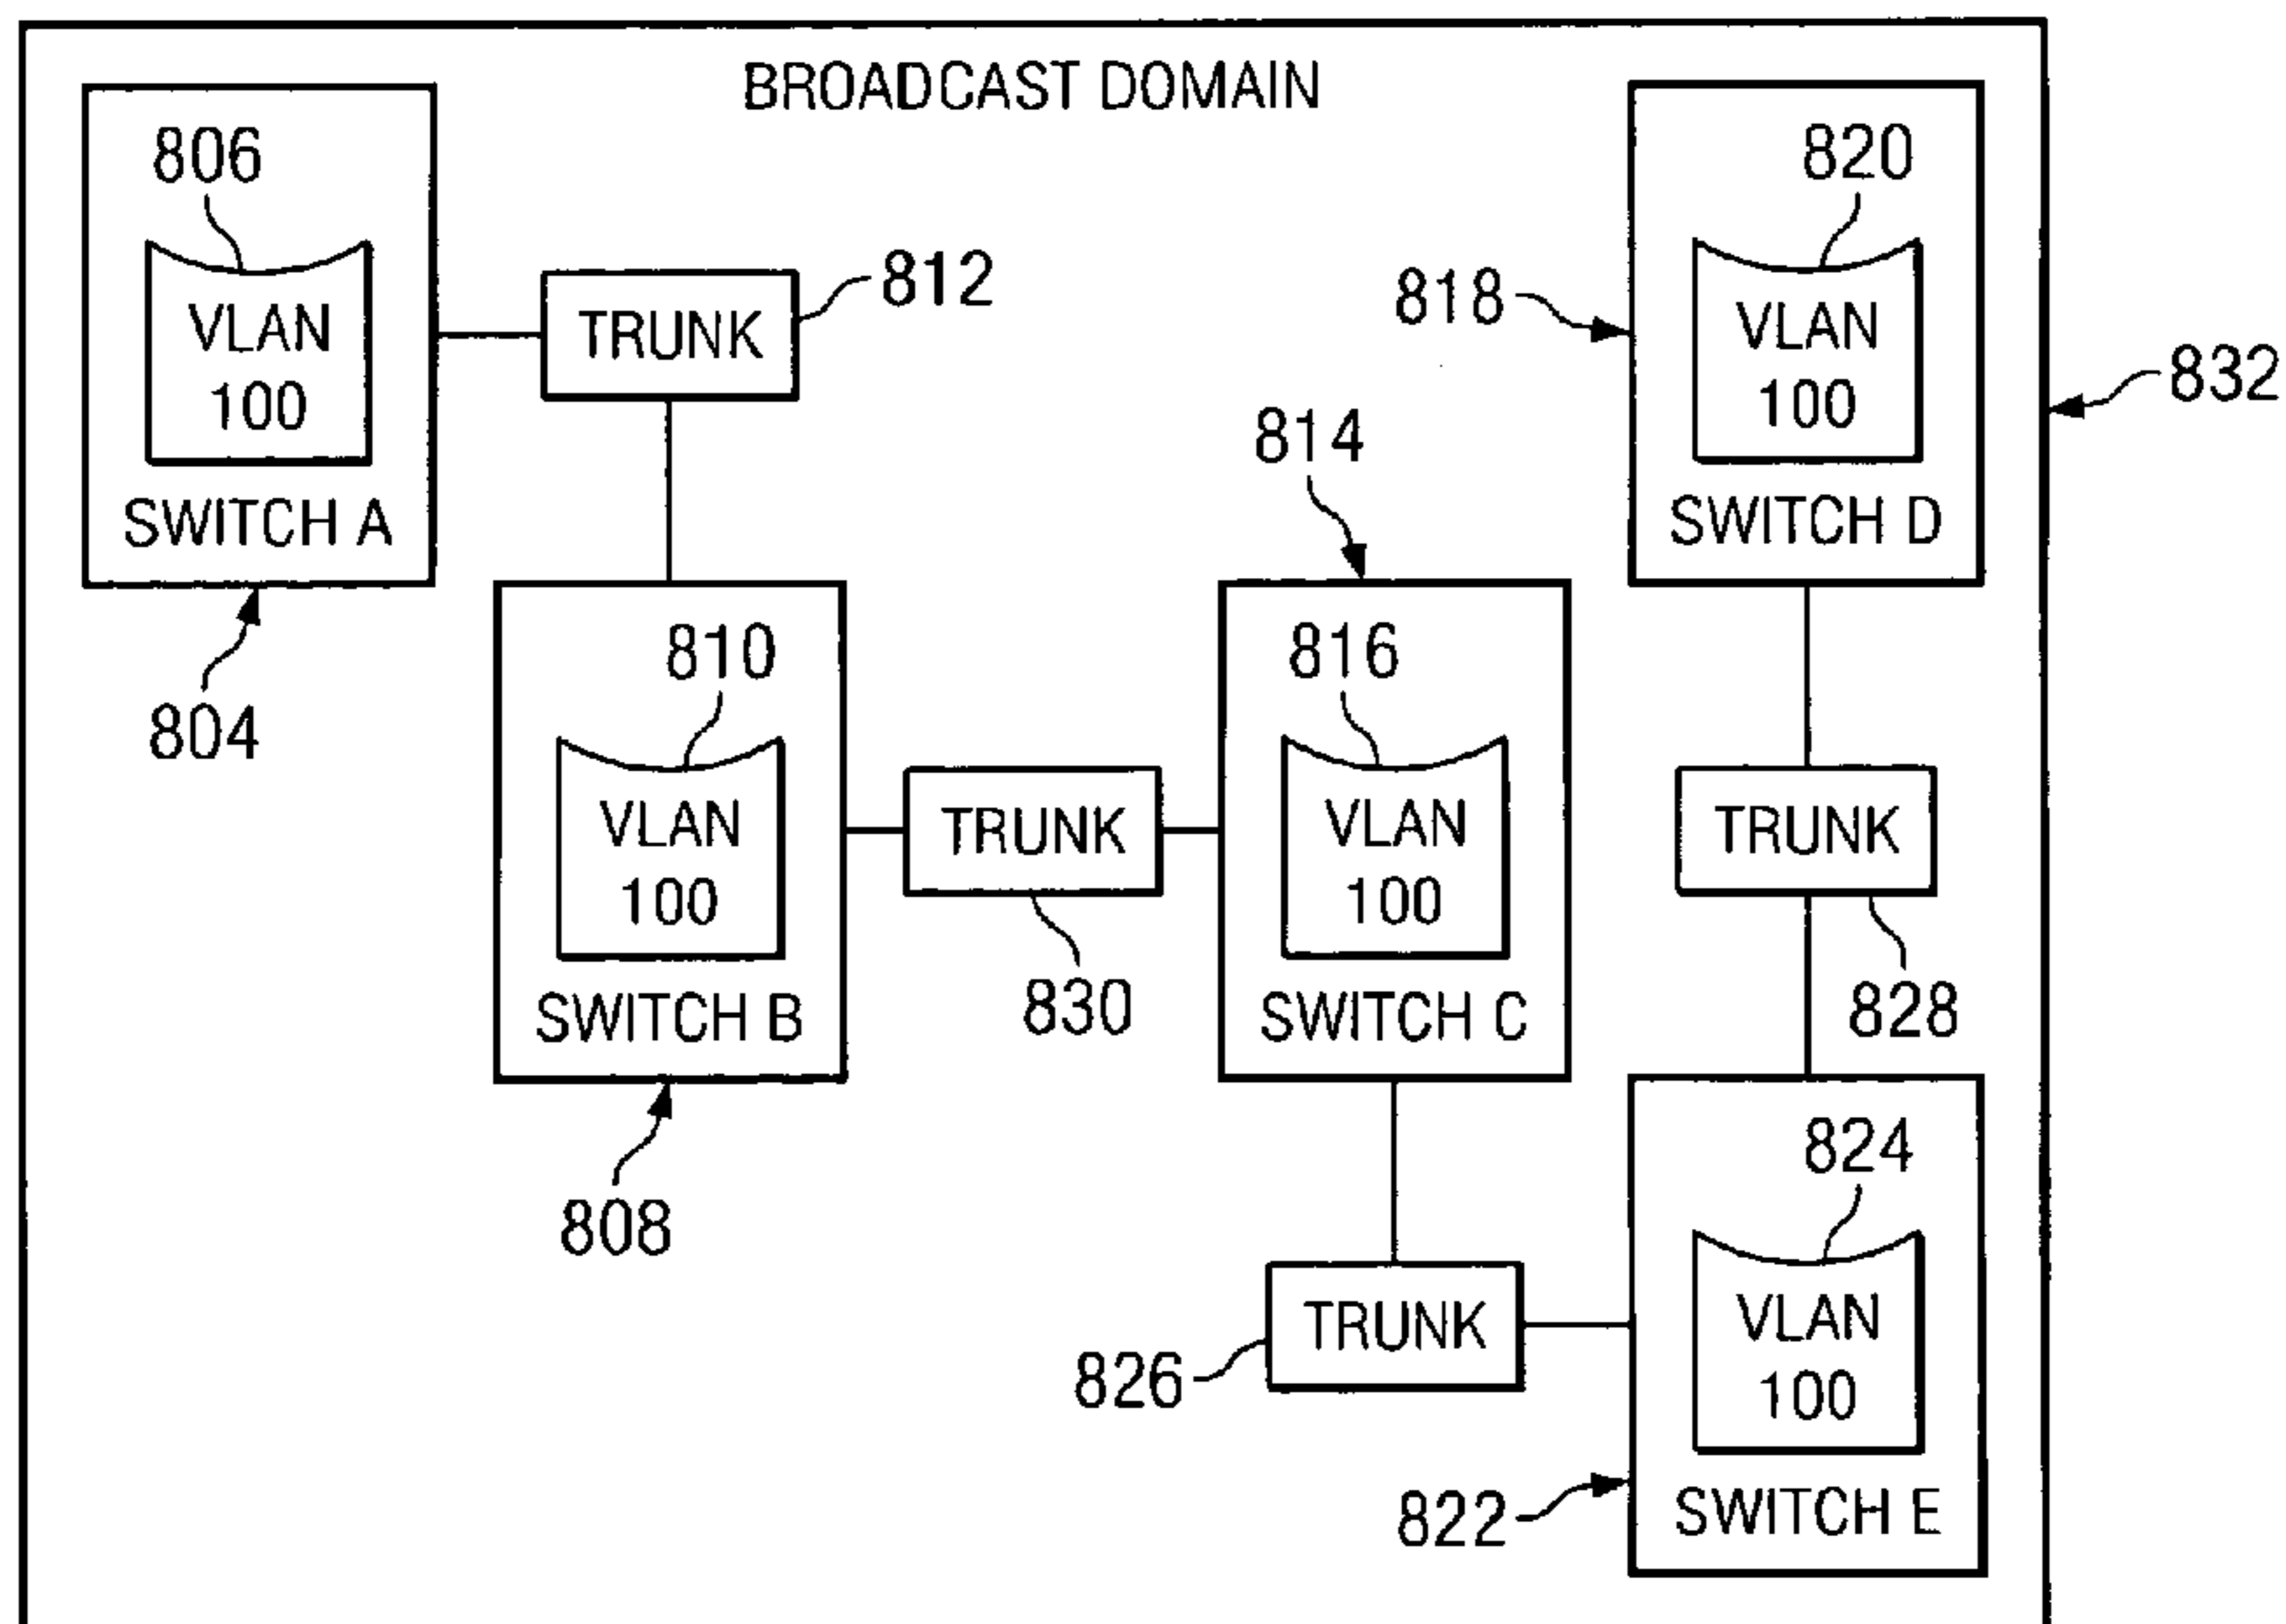 BROADCAST DOMAIN
806
VLAN
100
SWITCH A
804
TRUNK
812
810
VLAN
100
SWITCH B
808
TRUNK
830
814
816
VLAN
100
SWITCH C
818
820
VLAN
100
SWITCH D
832
TRUNK
828
TRUNK
826
824
VLAN
100
SWITCH E
822